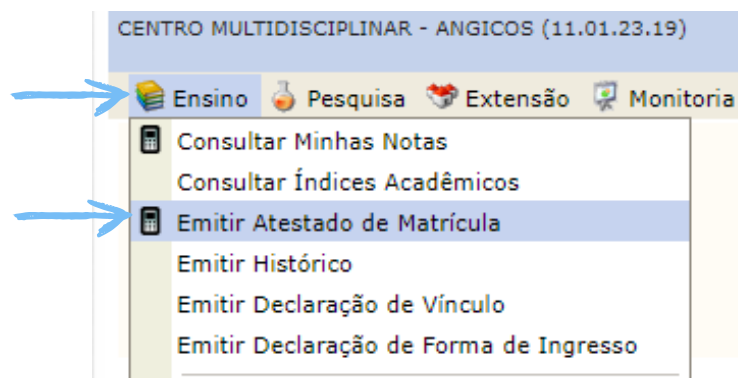 CENTRO MULTIDISCIPLINAR - ANGICOS (11.01.23.19)
Ensino Pesquisa Extensão Monitoria
Consultar Minhas Notas
Consultar Índices Acadêmicos
Emitir Atestado de Matrícula
Emitir Histórico
Emitir Declaração de Vínculo
Emitir Declaração de Forma de Ingresso